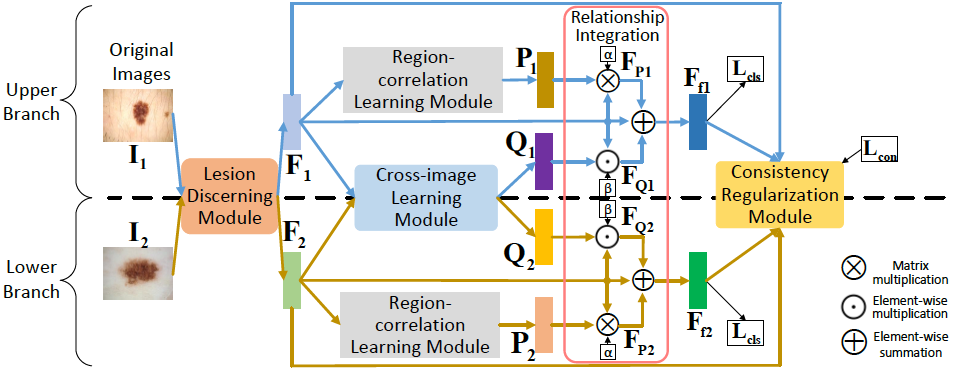 Relationship
Integration
Original
Images
Upper
Branch
I1
Lesion
Discerning
Module
F1
Region-
correlation
Learning Module
P1
α
FP1
Ff1
Lcls
Lcon
Q1
Cross-image
Learning
Module
FQ1
β
β
FQ2
Consistency
Regularization
Module
I2
F2
Q2
Lower
Branch
Region-
correlation
Learning Module
P2
α
FP2
Ff2
Lcls
Matrix
multiplication
Element-wise
multiplication
Element-wise
summation